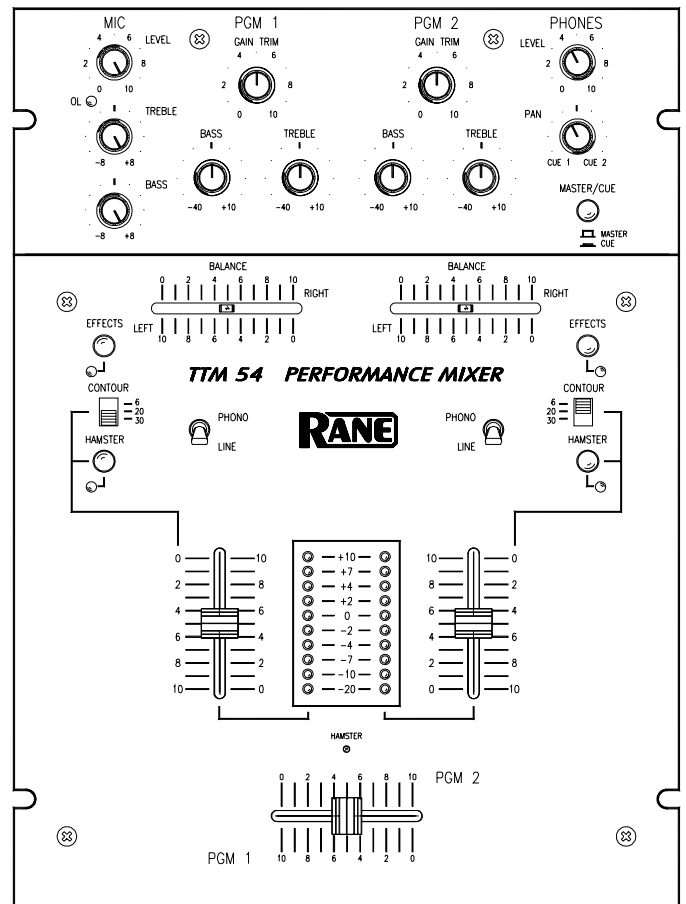 MIC PGM 1 PGM 2 PHONES
4 6 LEVEL GAIN TRIM GAIN TRIM LEVEL 4 6
4 6 4 6
2 8 2 8 2 8 2 8
0 10 0 10 0 10 0 10
OL
TREBLE PAN
BASS TREBLE BASS TREBLE
-8 +8 CUE 1 CUE 2
BASS MASTER/CUE
-40 +10 -40 +10 -40 +10 -40 +10
-8 +8
MASTER
CUE
BALANCE BALANCE
0 2 4 6 8 10 0 2 4 6 8 10
RIGHT RIGHT
LEFT LEFT
10 8 6 4 2 0 10 8 6 4 2 0
EFFECTS EFFECTS
TTM 54 PERFORMANCE MIXER
CONTOUR CONTOUR
6 6
20 20
30 30
PHONO RANE PHONO
LINE LINE
HAMSTER HAMSTER
0 10 +10 10 0
+7
2 8 +4 8 2
+2
4 6 0 6 4
-2
6 4 -4 4 6
-7
8 2 -10 2 8
10 0 -20 0 10
HAMSTER
0 2 4 6 8 10 PGM 2
PGM 1 10 8 6 4 2 0